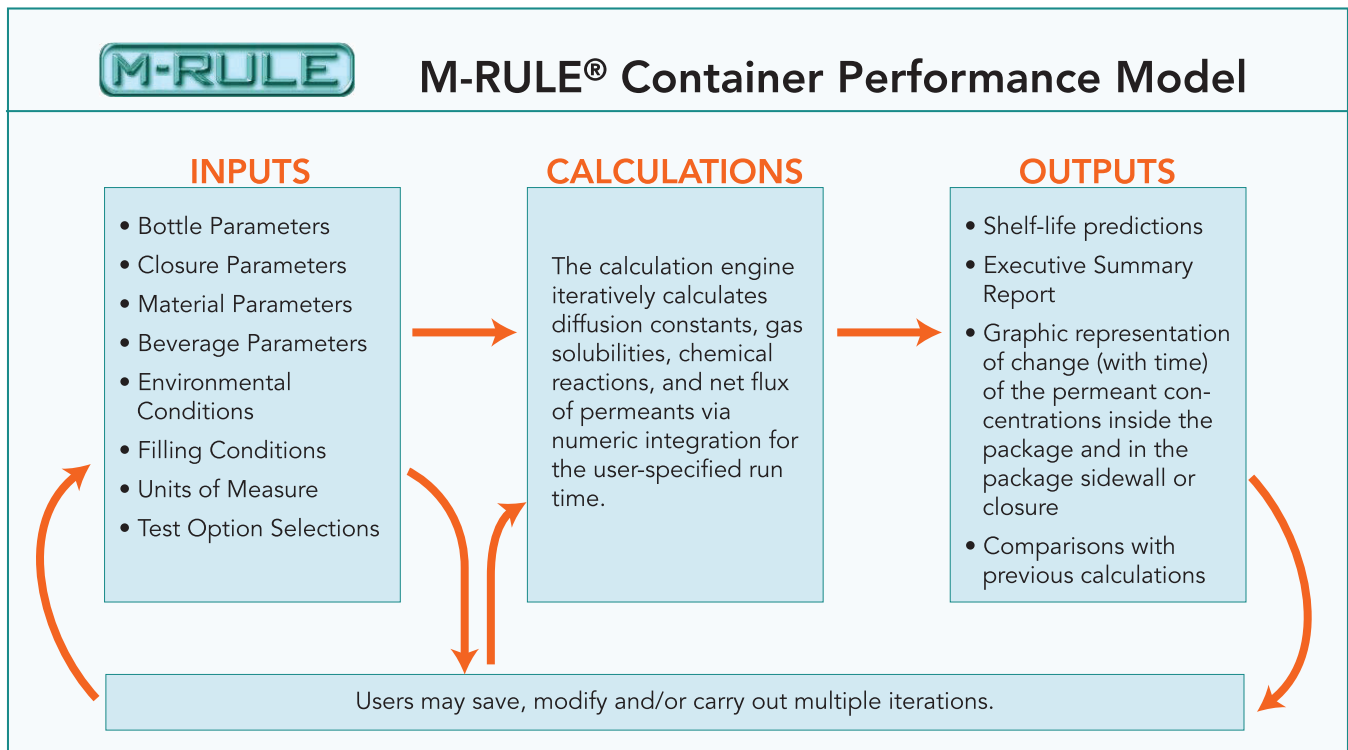 M-RULE
M-RULE® Container Performance Model
INPUTS
• Bottle Parameters
• Closure Parameters
• Material Parameters
• Beverage Parameters
• Environmental
Conditions
• Filling Conditions
• Units of Measure
• Test Option Selections
CALCULATIONS
The calculation engine
iteratively calculates
diffusion constants, gas
solubilities, chemical
reactions, and net flux
of permeants via
numeric integration for
the user-specified run
time.
OUTPUTS
• Shelf-life predictions
• Executive Summary
Report
• Graphic representation
of change (with time)
of the permeant con-
centrations inside the
package and in the
package sidewall or
closure
• Comparisons with
previous calculations
Users may save, modify and/or carry out multiple iterations.